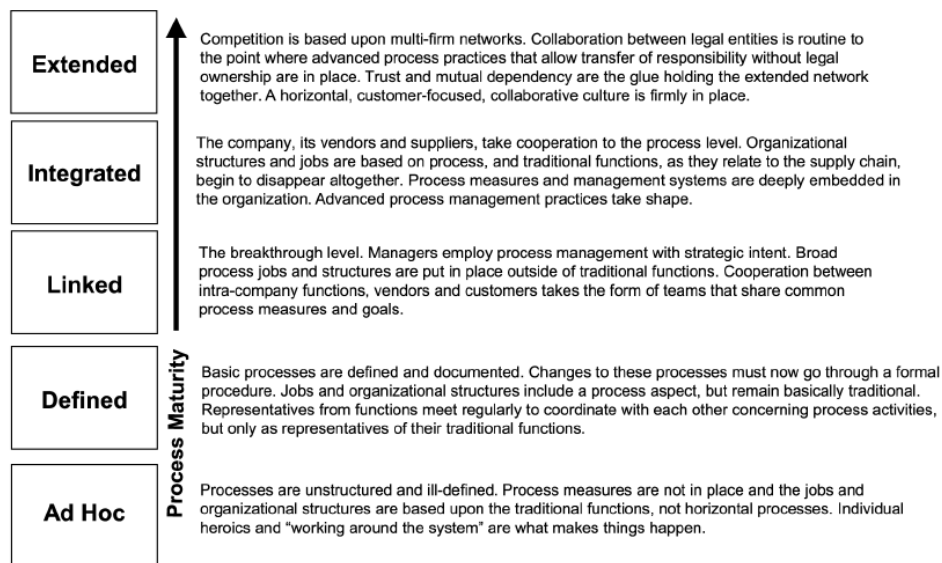 Extended
Competition is based upon multi-firm networks. Collaboration between legal entities is routine to
the point where advanced process practices that allow transfer of responsibility without legal
ownership are in place. Trust and mutual dependency are the glue holding the extended network
together. A horizontal, customer-focused, collaborative culture is firmly in place.
Integrated
The company, its vendors and suppliers, take cooperation to the process level. Organizational
structures and jobs are based on process, and traditional functions, as they relate to the supply chain,
begin to disappear altogether. Process measures and management systems are deeply embedded in
the organization. Advanced process management practices take shape.
Linked
The breakthrough level. Managers employ process management with strategic intent. Broad
process jobs and structures are put in place outside of traditional functions. Cooperation between
intra-company functions, vendors and customers takes the form of teams that share common
process measures and goals.
Defined
Basic processes are defined and documented. Changes to these processes must now go through a formal
procedure. Jobs and organizational structures include a process aspect, but remain basically traditional.
Representatives from functions meet regularly to coordinate with each other concerning process activities,
but only as representatives of their traditional functions.
Ad Hoc
Processes are unstructured and ill-defined. Process measures are not in place and the jobs and
organizational structures are based upon the traditional functions, not horizontal processes. Individual
heroics and “working around the system” are what makes things happen.
Process Maturity